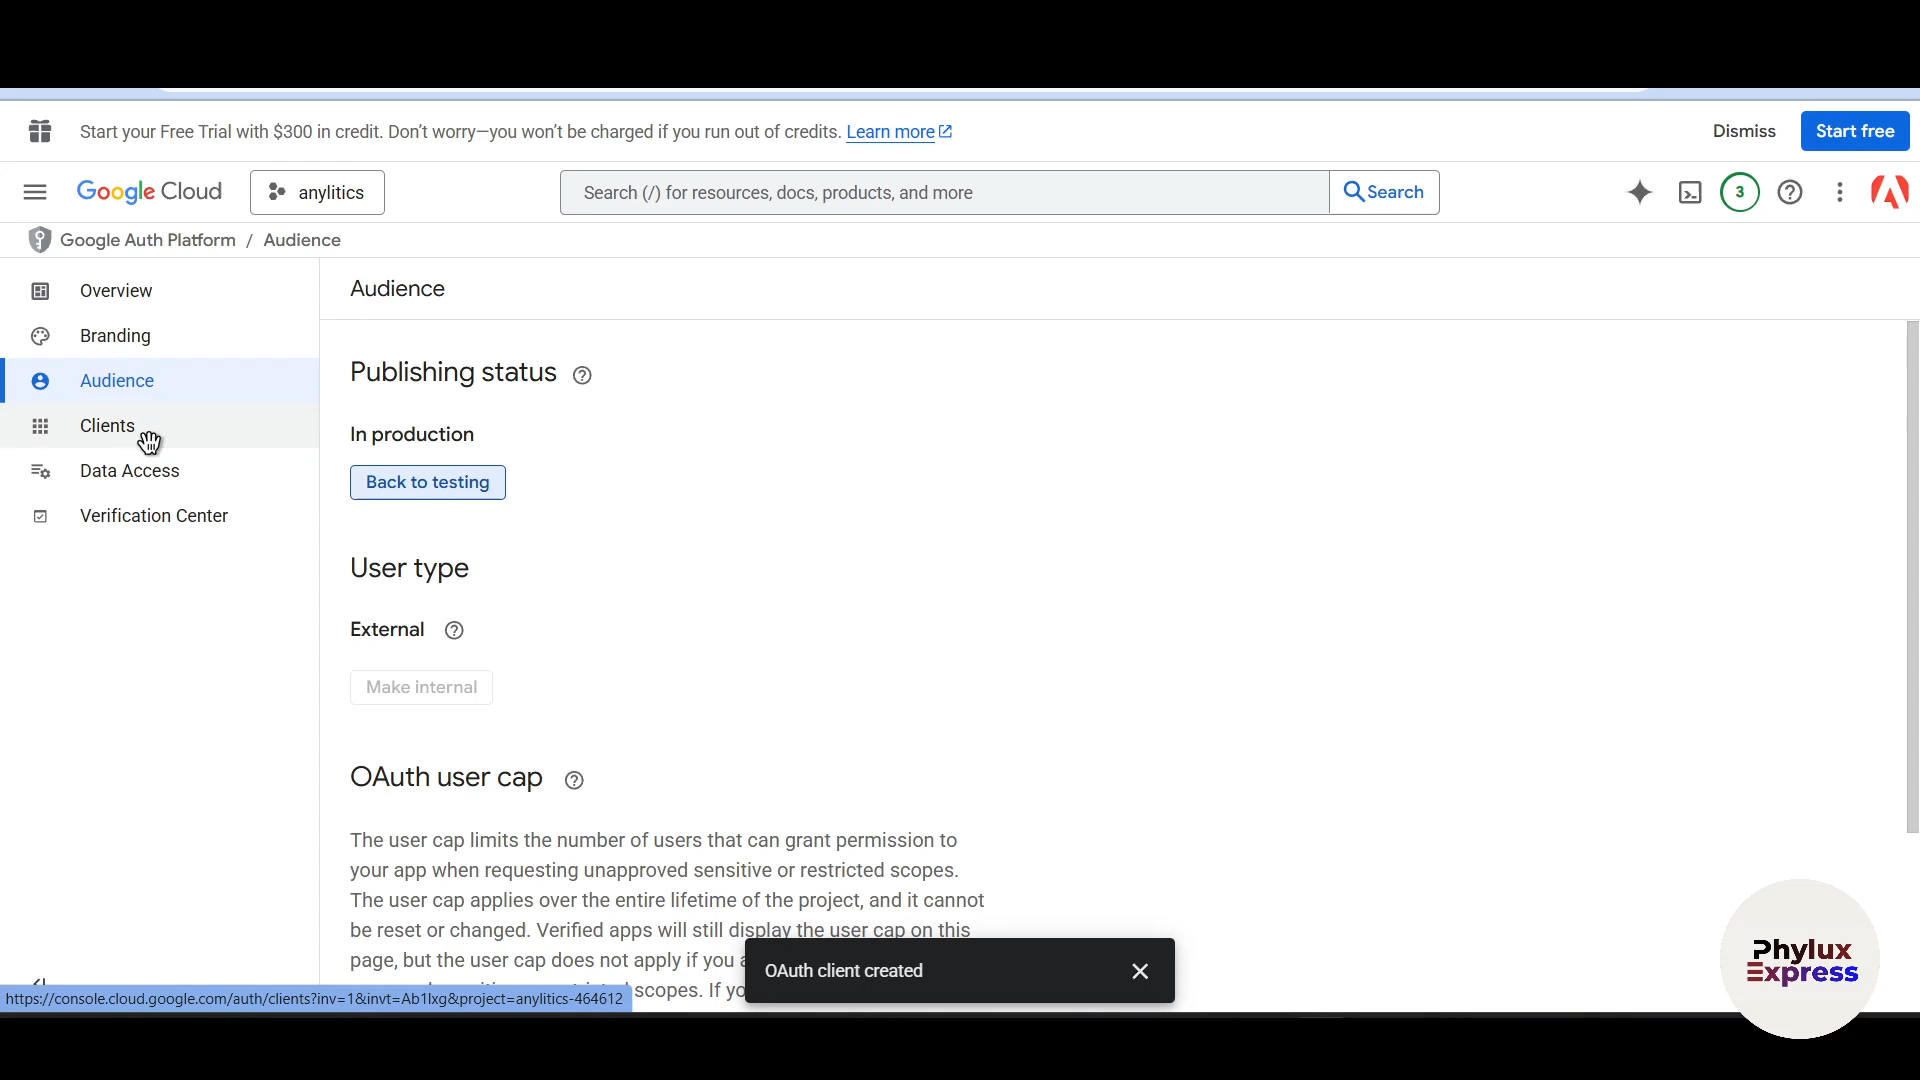 Start your Free Trial with $300 in credit. Don't worry—you won't be charged if you run out of credits. Learn more
Dismiss
Start free
Google Cloud
anylitics
Search (/) for resources, docs, products, and more
Search
3
Google Auth Platform / Audience
Overview
Branding
Audience
Clients
Data Access
Verification Center
Audience
Publishing status
In production
Back to testing
User type
External
Make internal
OAuth user cap
The user cap limits the number of users that can grant permission to
your app when requesting unapproved sensitive or restricted scopes.
The user cap applies over the entire lifetime of the project, and it cannot
be reset or changed. Verified apps will still display the user cap on this
page, but the user cap does not apply if you
scopes. If
OAuth client created
https://console.cloud.google.com/auth/clients?inv=1&invt=Ab1lxg&project=anylitics-464612
Phylux
Express